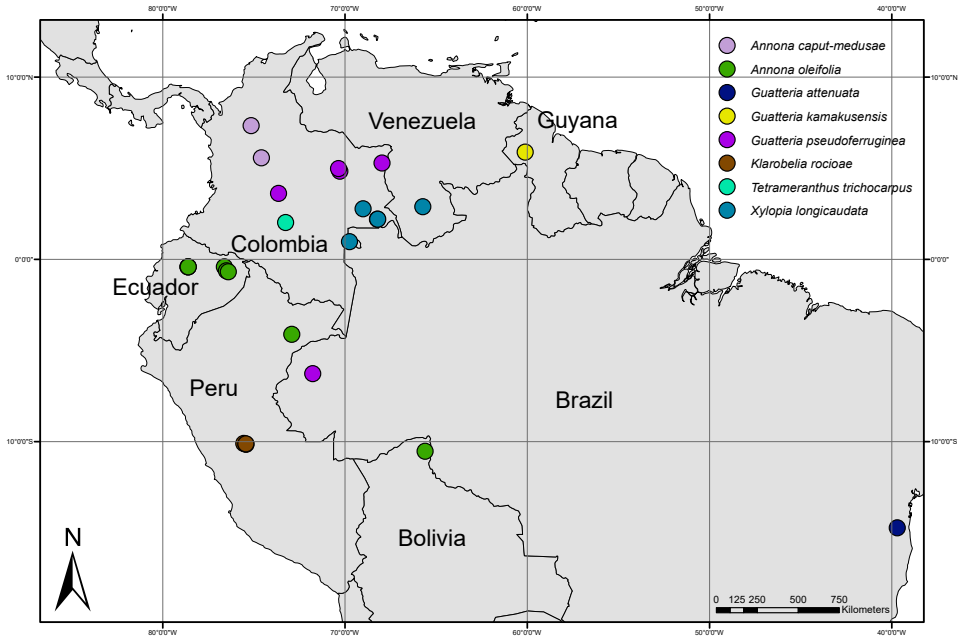 80°0'0"W 70°0'0"W 60°0'0"W 50°0'0"W 40°0'0"W
10°0'0"N 10°0'0"N
Annona caput-medusae
Annona oleifolia
Guatteria attenuata
Guatteria kamakusensis
Guatteria pseudoferruginea
Klarobelia rocioae
Tetrameranthus trichocarpus
Xylopia longicaudata
Venezuela Guyana
Colombia
0°0'0" 0°0'0"
Ecuador
Peru Brazil
10°0'0"S 10°0'0"S
Bolivia
N
0 125 250 500 750
Kilometers
80°0'0"W 70°0'0"W 60°0'0"W 50°0'0"W 40°0'0"W